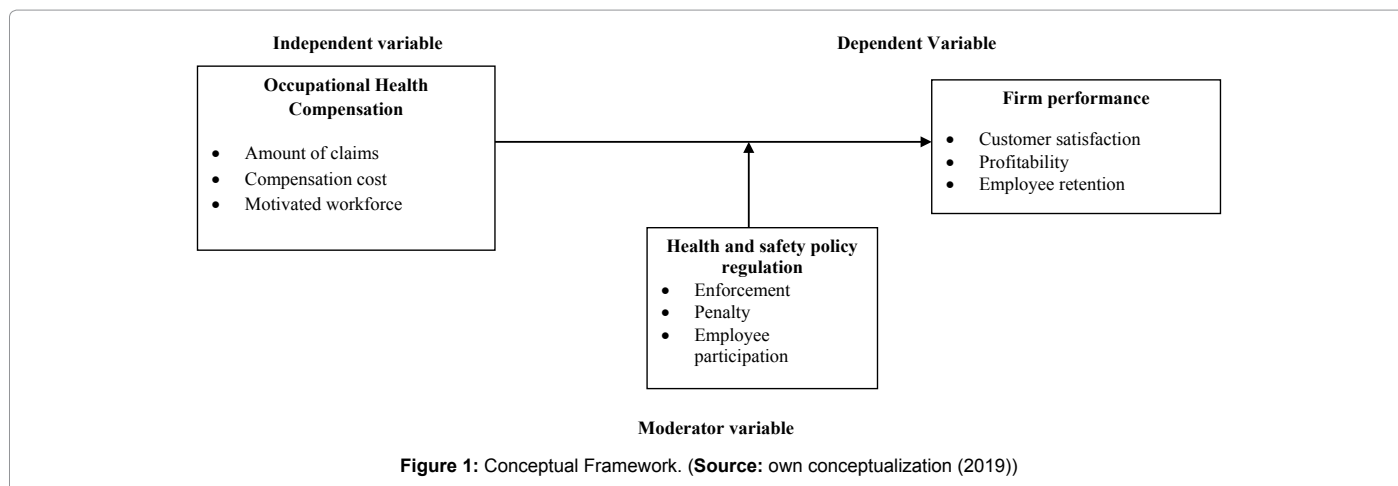 Independent variable
Dependent Variable
Occupational Health
Compensation
• Amount of claims
• Compensation cost
• Motivated workforce
Firm performance
• Customer satisfaction
• Profitability
• Employee retention
Health and safety policy
regulation
• Enforcement
• Penalty
• Employee
participation
Moderator variable
Figure 1: Conceptual Framework. (Source: own conceptualization (2019))